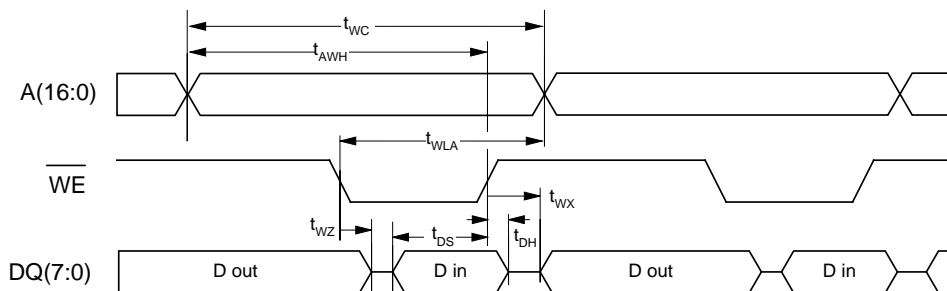 tWC
tAWH
A(16:0)
tWLA
WE
tWX
tWZ
tDS
tDH
DQ(7:0)
D out
D in
D out
D in